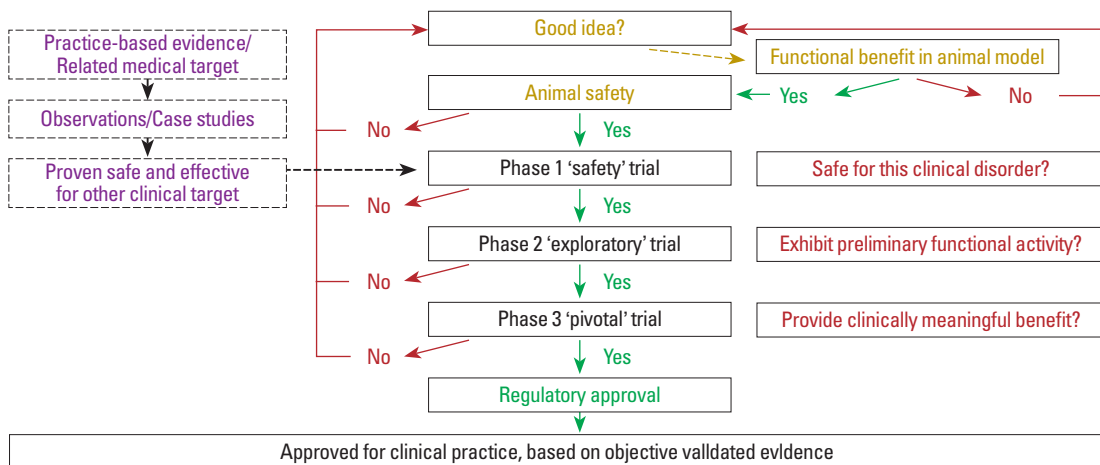 Good idea?
Practice-based evidence/
Related medical target
Functional benefit in animal model
Animal safety
Yes
No
Observations/Case studies
No
Yes
Proven safe and effective
for other clinical target
Phase 1 ‘safety’ trial
Safe for this clinical disorder?
No
Yes
Phase 2 ‘exploratory’ trial
Exhibit preliminary functional activity?
No
Yes
Phase 3 ‘pivotal’ trial
Provide clinically meaningful benefit?
No
Yes
Regulatory approval
Approved for clinical practice, based on objective valldated evldence